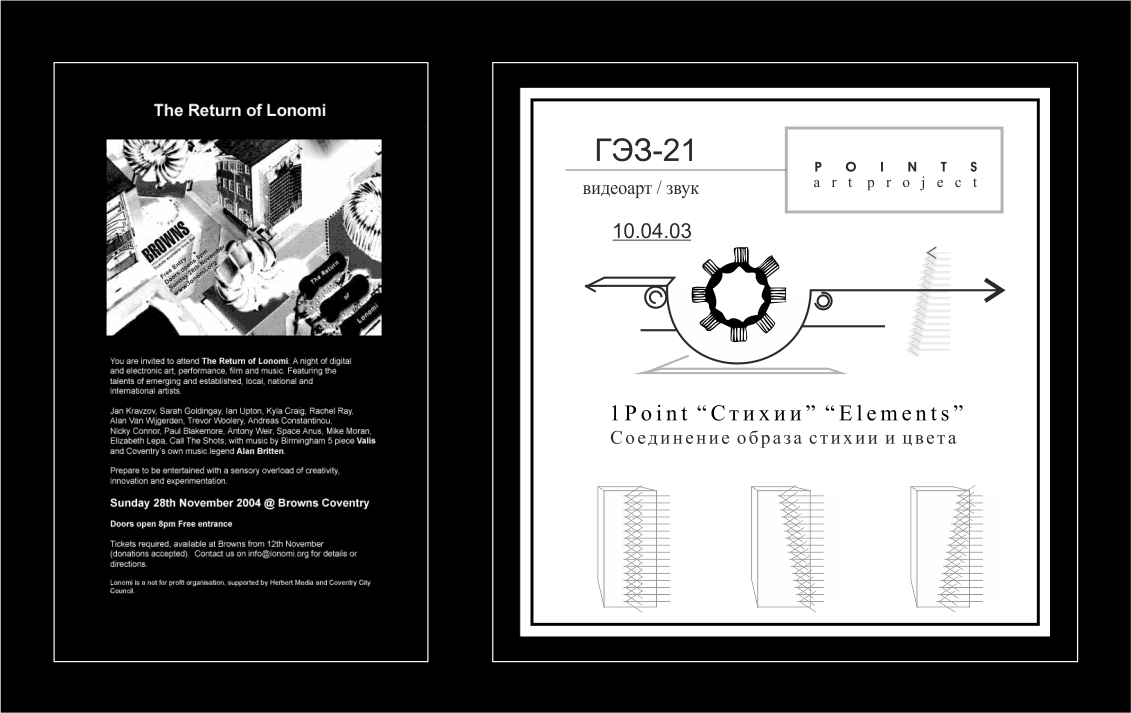 The Return of Lonomi
BROWNS
Free Entry
Doors opens 8pm
Sunday 28th November
www.lonomi.org
The Return
of
Lonomi
You are invited to attend The Return of Lonomi: A night of digital
and electronic art, performance, film and music. Featuring the
talents of emerging and established, local, national and
international artists.
Jan Kravzov, Sarah Goldingay, Ian Upton, Kyla Craig, Rachel Ray,
Alan Van Wijgerden, Trevor Woolery, Andreas Constantinou,
Nicky Connor, Paul Blakemore, Antony Weir, Space Anus, Mike Moran,
Elizabeth Lepa, Call The Shots, with music by Birmingham 5 piece Valis
and Coventry's own music legend Alan Britten.
Prepare to be entertained with a sensory overload of creativity,
innovation and experimentation.
Sunday 28th November 2004 @ Browns Coventry
Doors open 8pm Free entrance
Tickets required, available at Browns from 12th November
(donations accepted). Contact us on info@lonomi.org for details or
directions.
Lonomi is a not for profit organisation, supported by Herbert Media and Coventry City
Council.
ГЭЗ-21
видеоарт / звук
10.04.03
POINTS
art project
1Point “Стихии” “Elements”
Соединение образа стихии и цвета